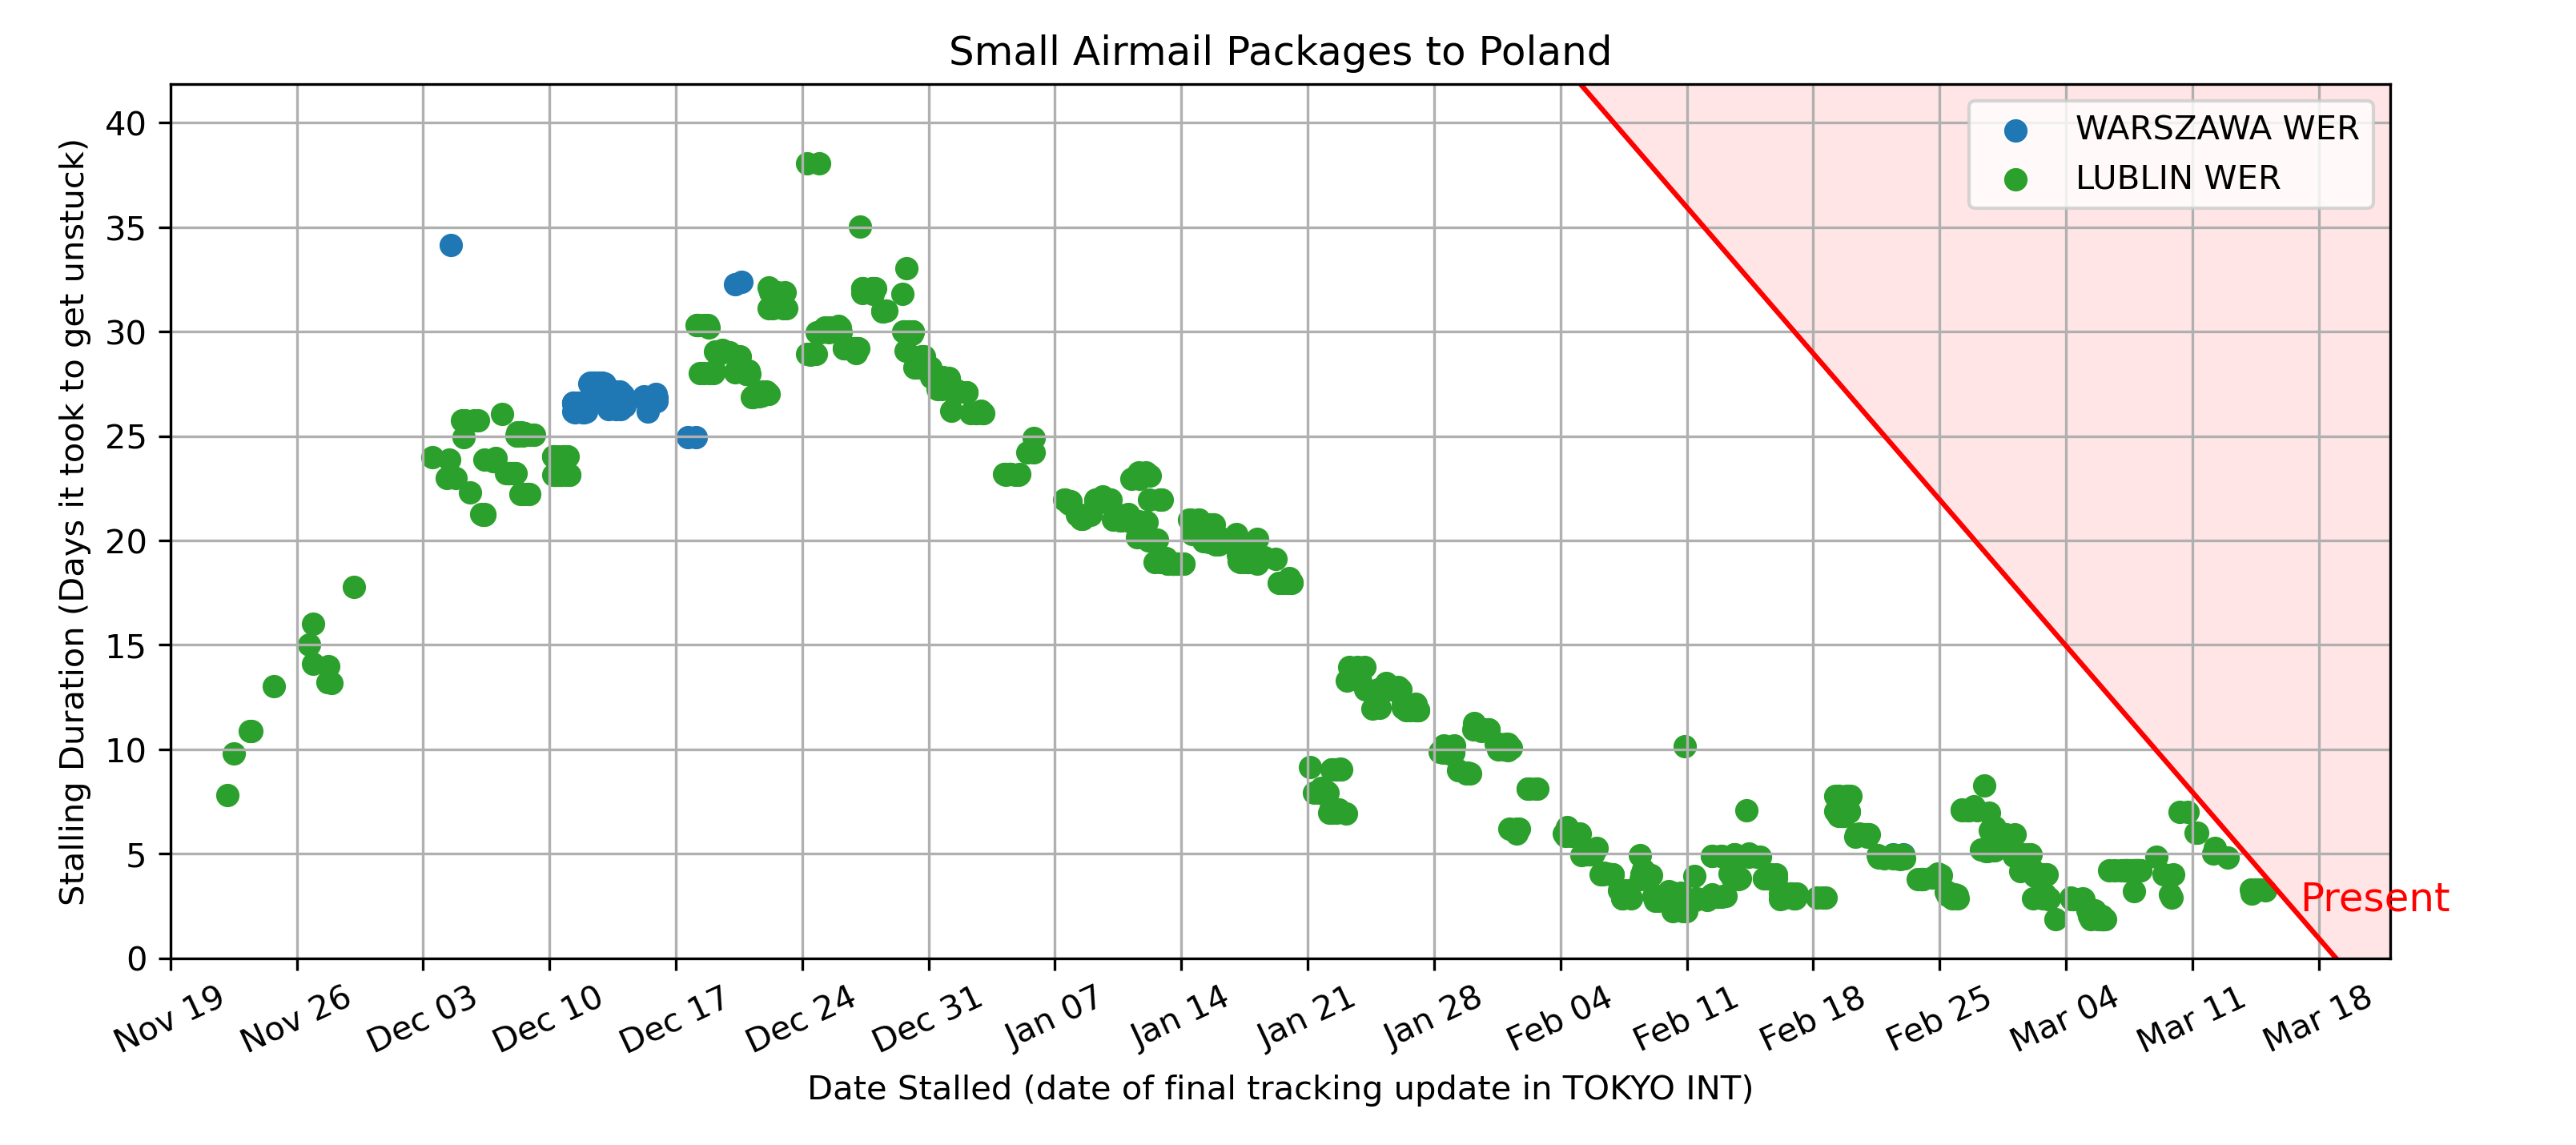 Small Airmail Packages to Poland
Stalling Duration (Days it took to get unstuck)
40
35
30
25
20
15
10
5
0
WARSZAWA WER
LUBLIN WER
Present
Nov 19 Nov 26 Dec 03 Dec 10 Dec 17 Dec 24 Dec 31 Jan 07 Jan 14 Jan 21 Jan 28 Feb 04 Feb 11 Feb 18 Feb 25 Mar 04 Mar 11 Mar 18
Date Stalled (date of final tracking update in TOKYO INT)